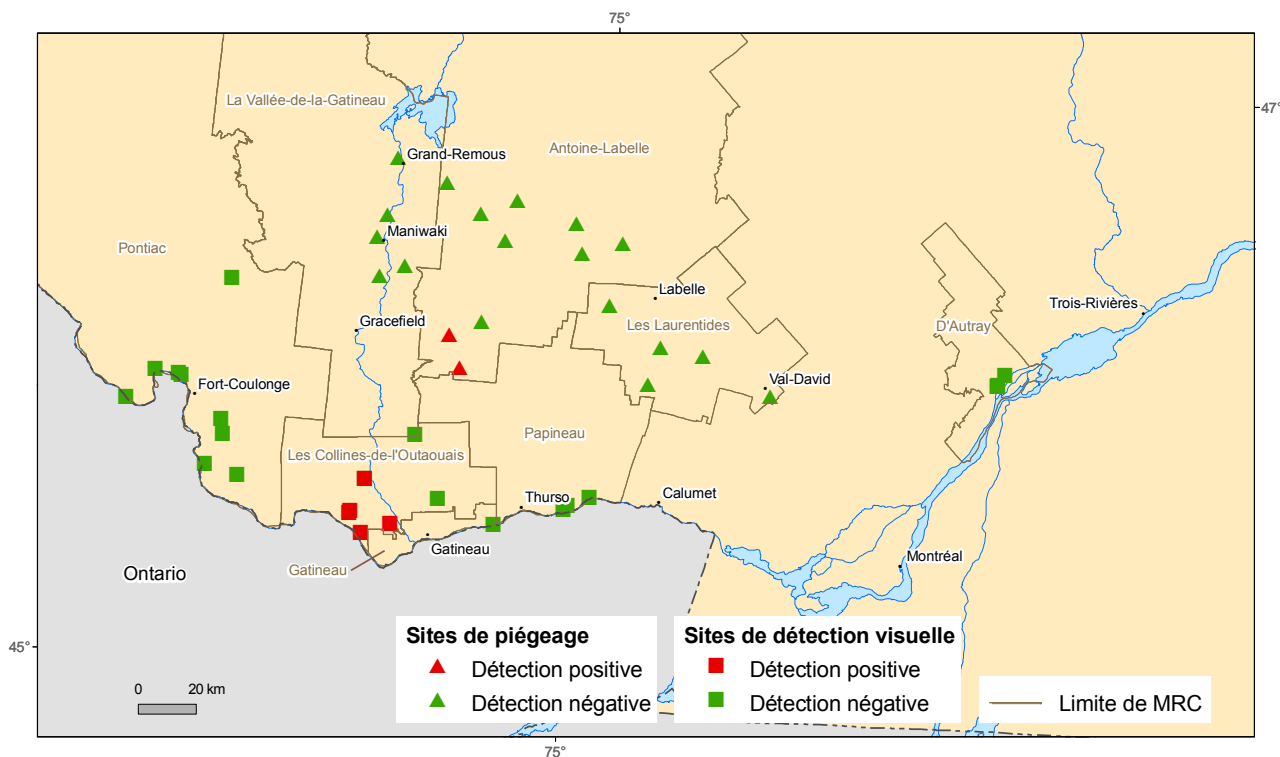 75°
47°
La Vallée-de-la-Gatineau
Grand-Remous
Antoine-Labelle
Maniwaki
Pontiac
Labelle
Trois-Rivières
Gracefield
Les Laurentides
D'Autray
Fort-Coulonge
Val-David
Papineau
Les Collines-de-l'Outaouais
Thurso
Calumet
Gatineau
Montréal
Ontario
Gatineau
45°
Sites de piégeage
Détection positive
Détection négative
Sites de détection visuelle
Détection positive
Détection négative
Limite de MRC
0 20 km
75°